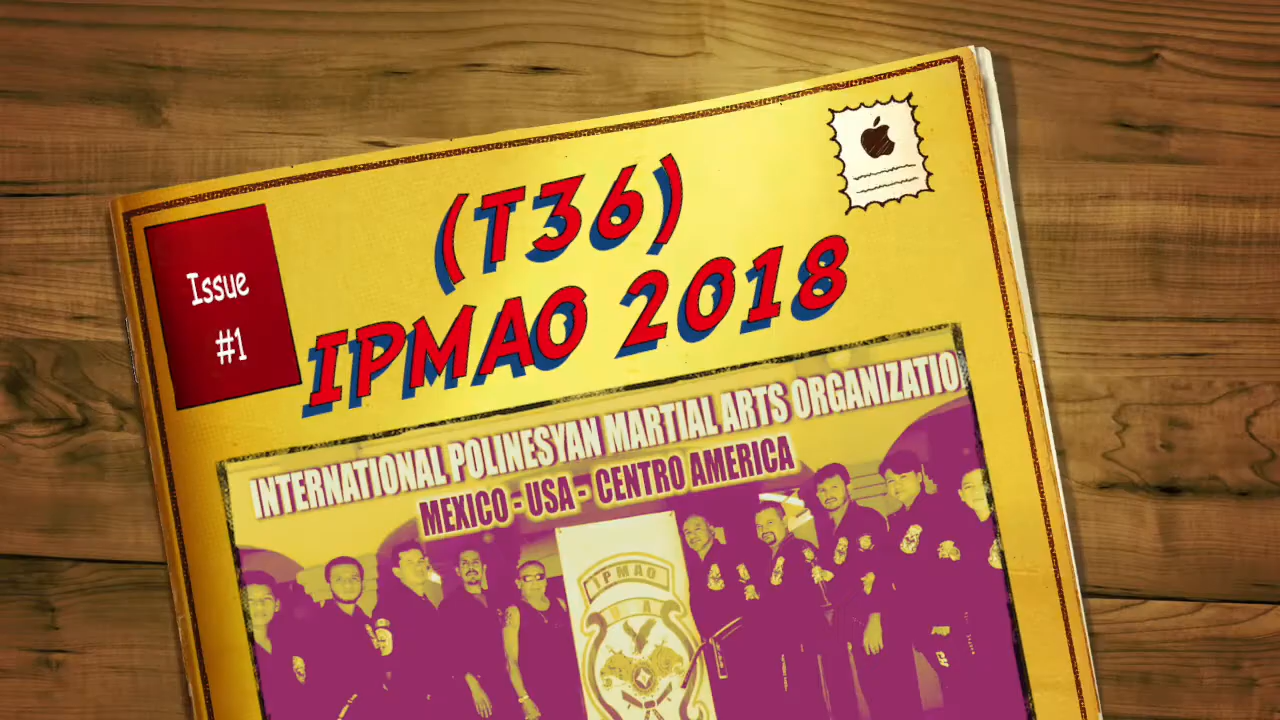 (T36)
IPMAO 2018
Issue
#1
INTERNATIONAL POLINESYAN MARTIAL ARTS ORGANIZATIO
MEXICO - USA - CENTRO AMERICA
IPMAO